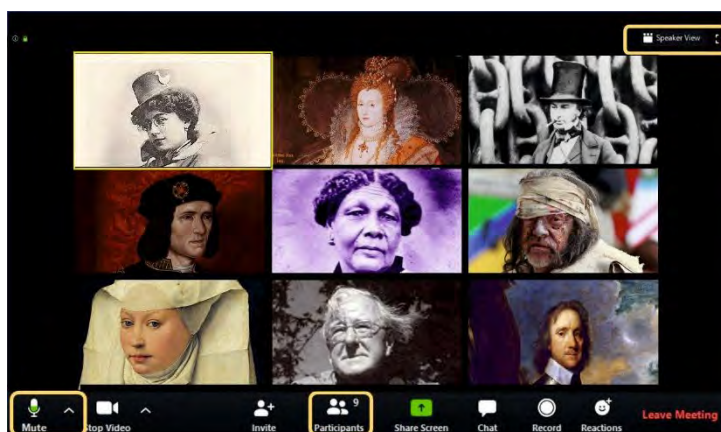 Speaker View
9
Mute
Stop Video
Invite
Participants
Share Screen
Chat
Record
Reactions
Leave Meeting